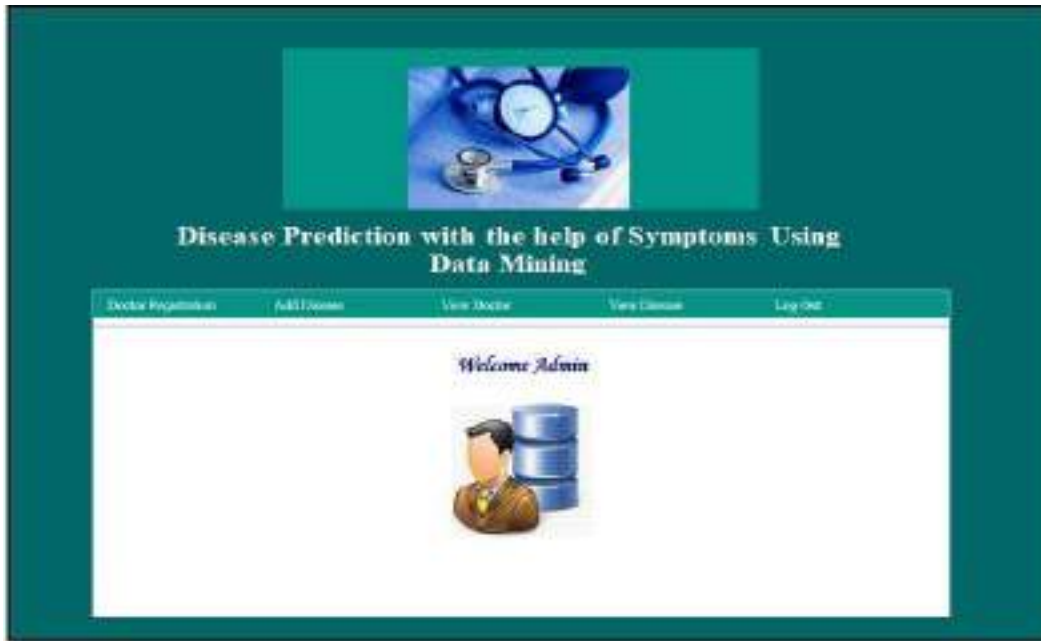 Disease Prediction with the help of Symptoms Using
Data Mining
Doctor Registration Add Disease View Doctor View Disease Log Out
Welcome Admin